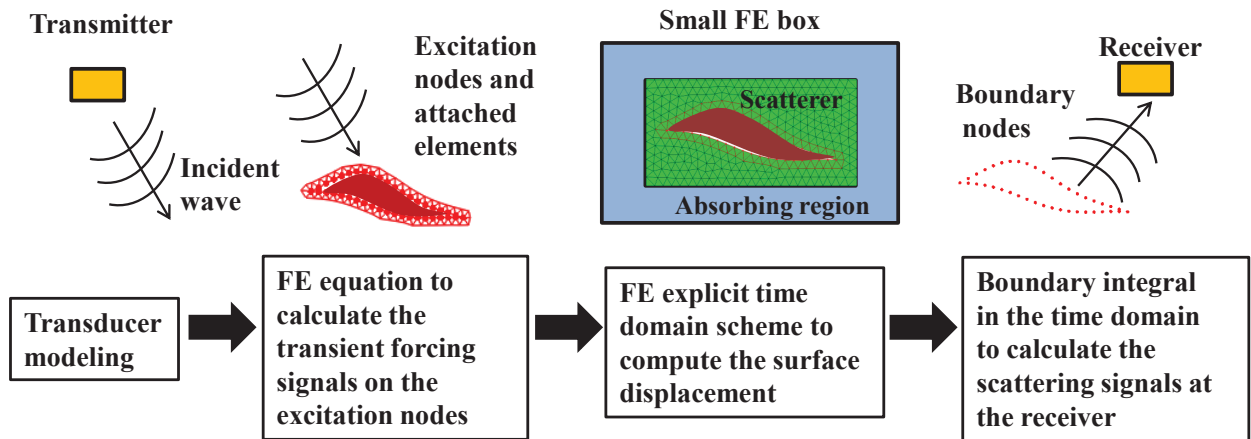 Transmitter
Incident
wave
Excitation
nodes and
attached
elements
Small FE box
Scatterer
Absorbing region
Receiver
Boundary
nodes
Transducer
modeling
FE equation to
calculate the
transient forcing
signals on the
excitation nodes
FE explicit time
domain scheme to
compute the surface
displacement
Boundary integral
in the time domain
to calculate the
scattering signals at
the receiver